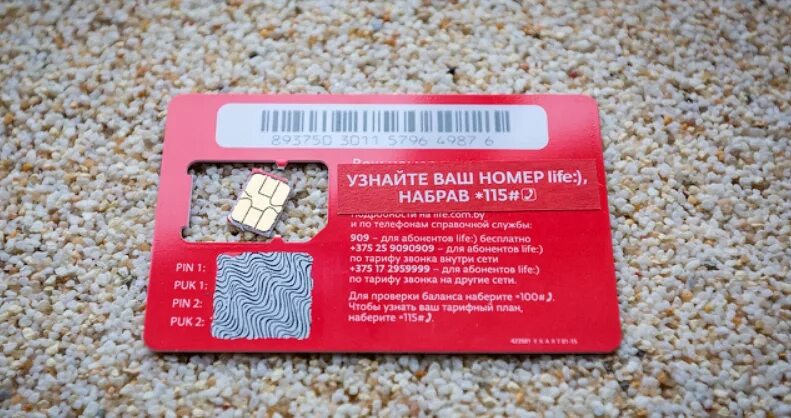 893750 3011 5796 4987 6
УЗНАЙТЕ ВАШ НОМЕР life:),
НАБРАВ *115#
Подробности на life.com.by
и по телефонам справочной службы:
909 – для абонентов life:) бесплатно
+375 25 9090909 – для абонентов life:)
по тарифу звонка внутри сети
+375 17 2959999 – для абонентов life:)
по тарифу звонка на другие сети.
Для проверки баланса наберите *100#
Чтобы узнать ваш тарифный план,
наберите *115#
PIN 1:
PUK 1:
PIN 2:
PUK 2: